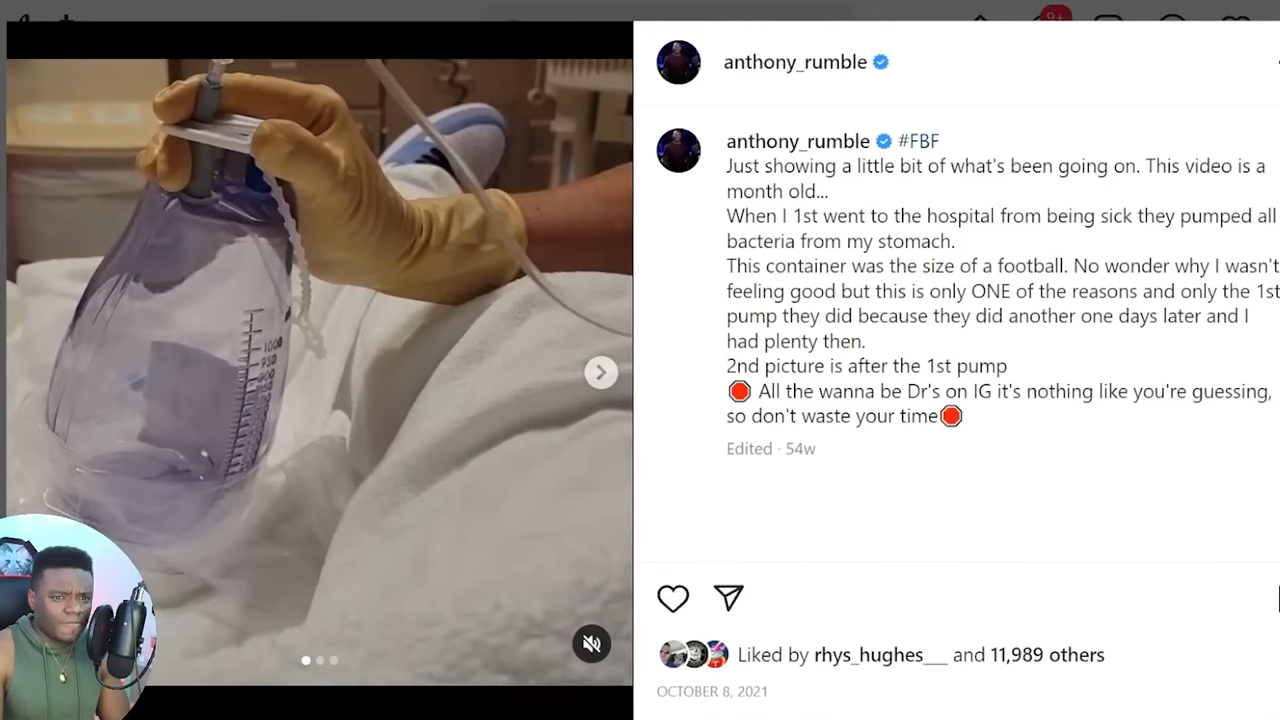 9+
anthony_rumble
anthony_rumble #FBF
Just showing a little bit of what's been going on. This video is a
month old...
When I 1st went to the hospital from being sick they pumped all
bacteria from my stomach.
This container was the size of a football. No wonder why I wasn't
feeling good but this is only ONE of the reasons and only the 1st
pump they did because they did another one days later and I
had plenty then.
2nd picture is after the 1st pump
🛑 All the wanna be Dr's on IG it's nothing like you're guessing,
so don't waste your time🛑
Edited · 54w
1000
950
Liked by rhys_hughes___ and 11,989 others
OCTOBER 8, 2021